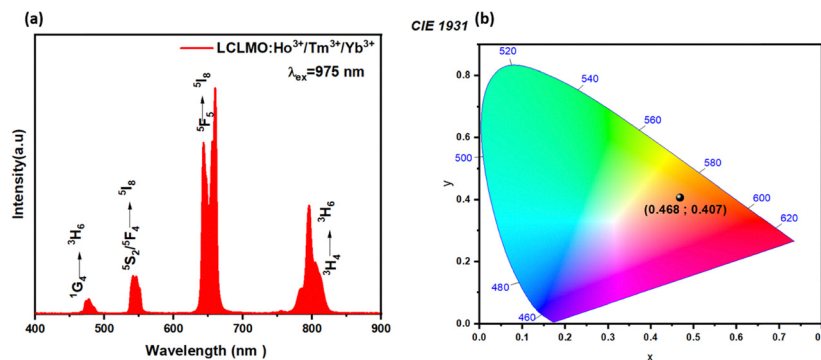 (a)
LCLMO:Ho³⁺/Tm³⁺/Yb³⁺
λex=975 nm
Intensity(a.u)
¹G₄ → ³H₆
⁵S₂/⁵F₄ → ⁵I₈
⁵F₅ → ⁵I₈
³H₄ → ³H₆
400 500 600 700 800 900
Wavelength (nm )
(b)
CIE 1931
y
0.8
0.6
0.4
0.2
0.0
520
540
560
500
580
600
(0.468 ; 0.407)
620
480
460
0.0 0.1 0.2 0.3 0.4 0.5 0.6 0.7
x